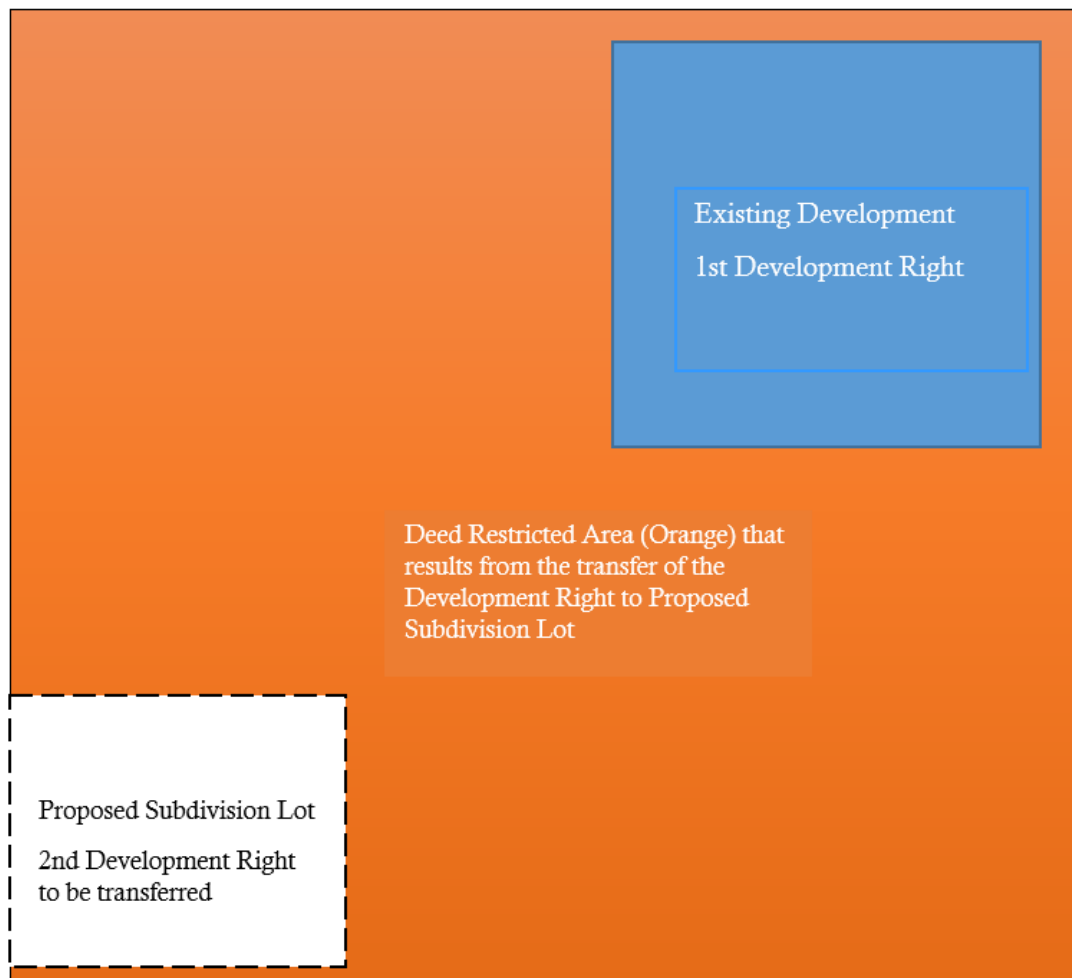 Existing Development
1st Development Right
Deed Restricted Area (Orange) that
results from the transfer of the
Development Right to Proposed
Subdivision Lot
Proposed Subdivision Lot
2nd Development Right
to be transferred